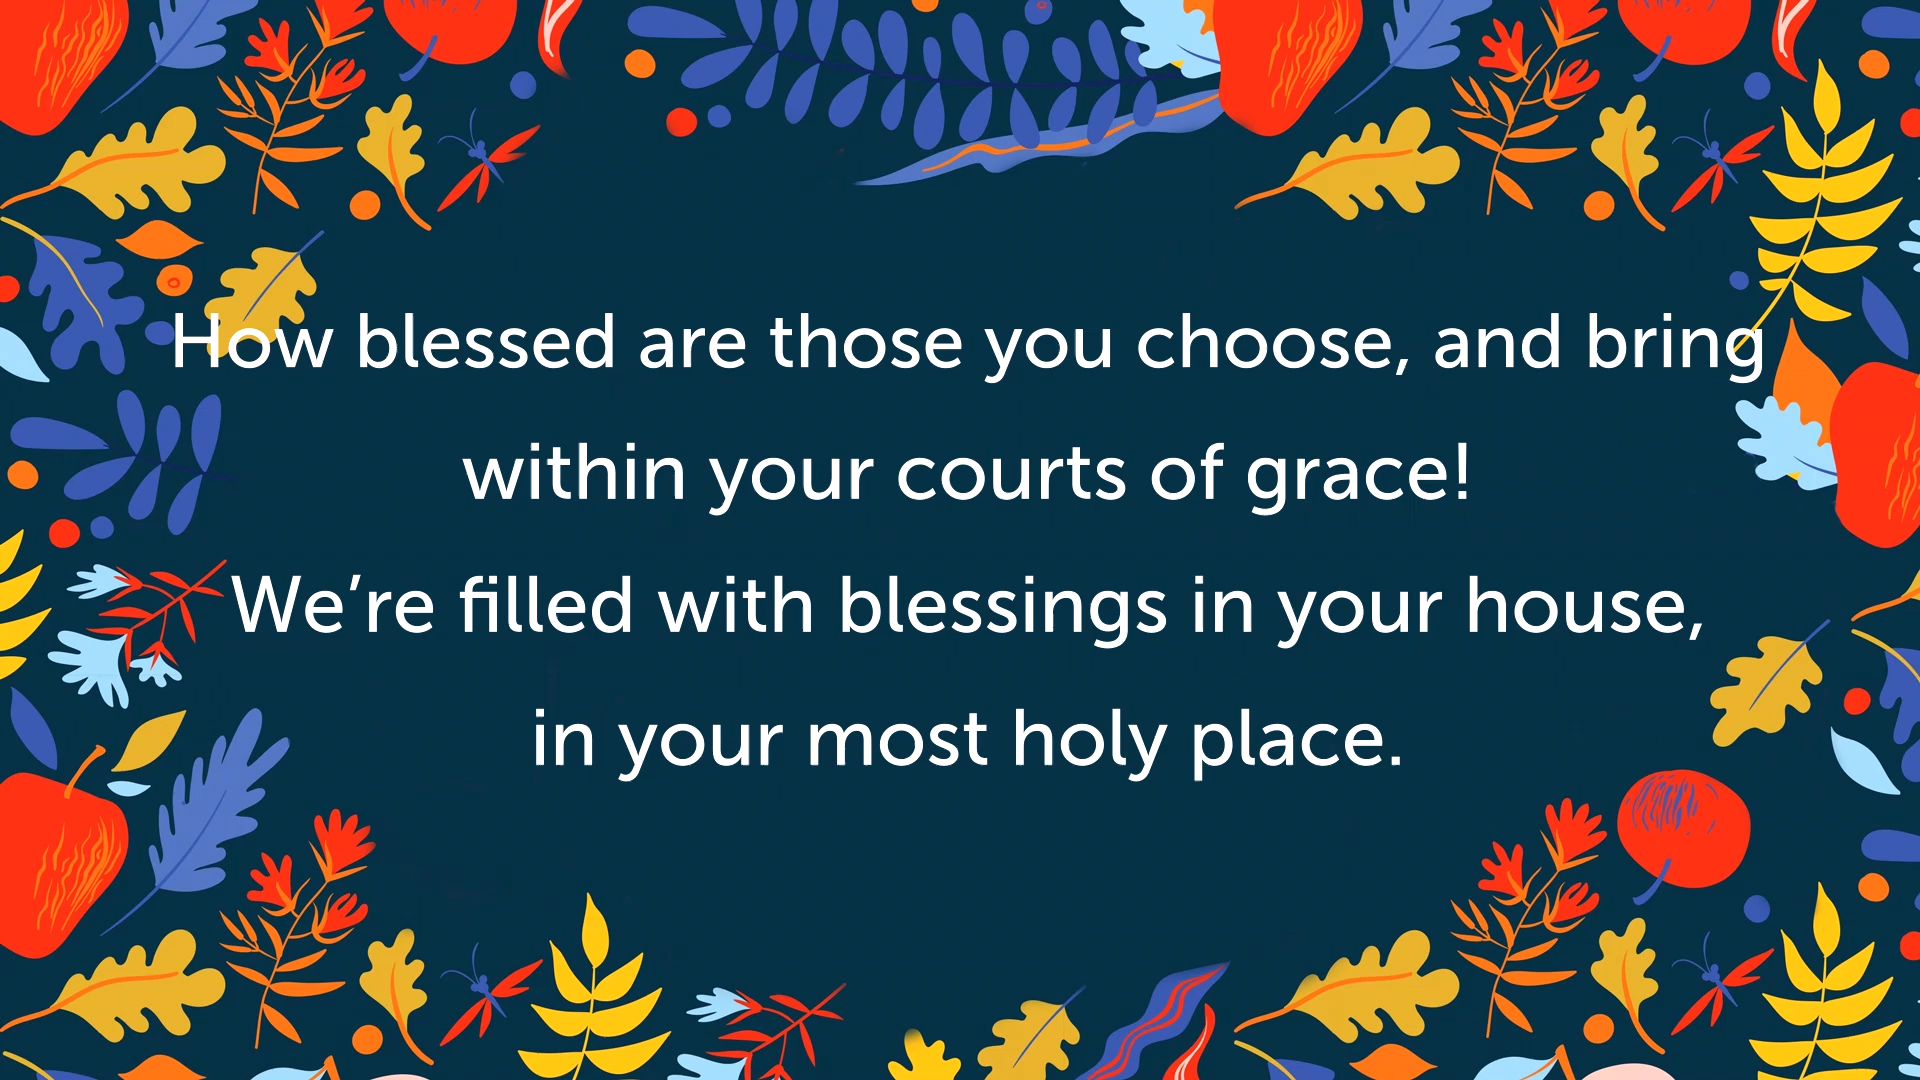 How blessed are those you choose, and bring
within your courts of grace!
We’re filled with blessings in your house,
in your most holy place.